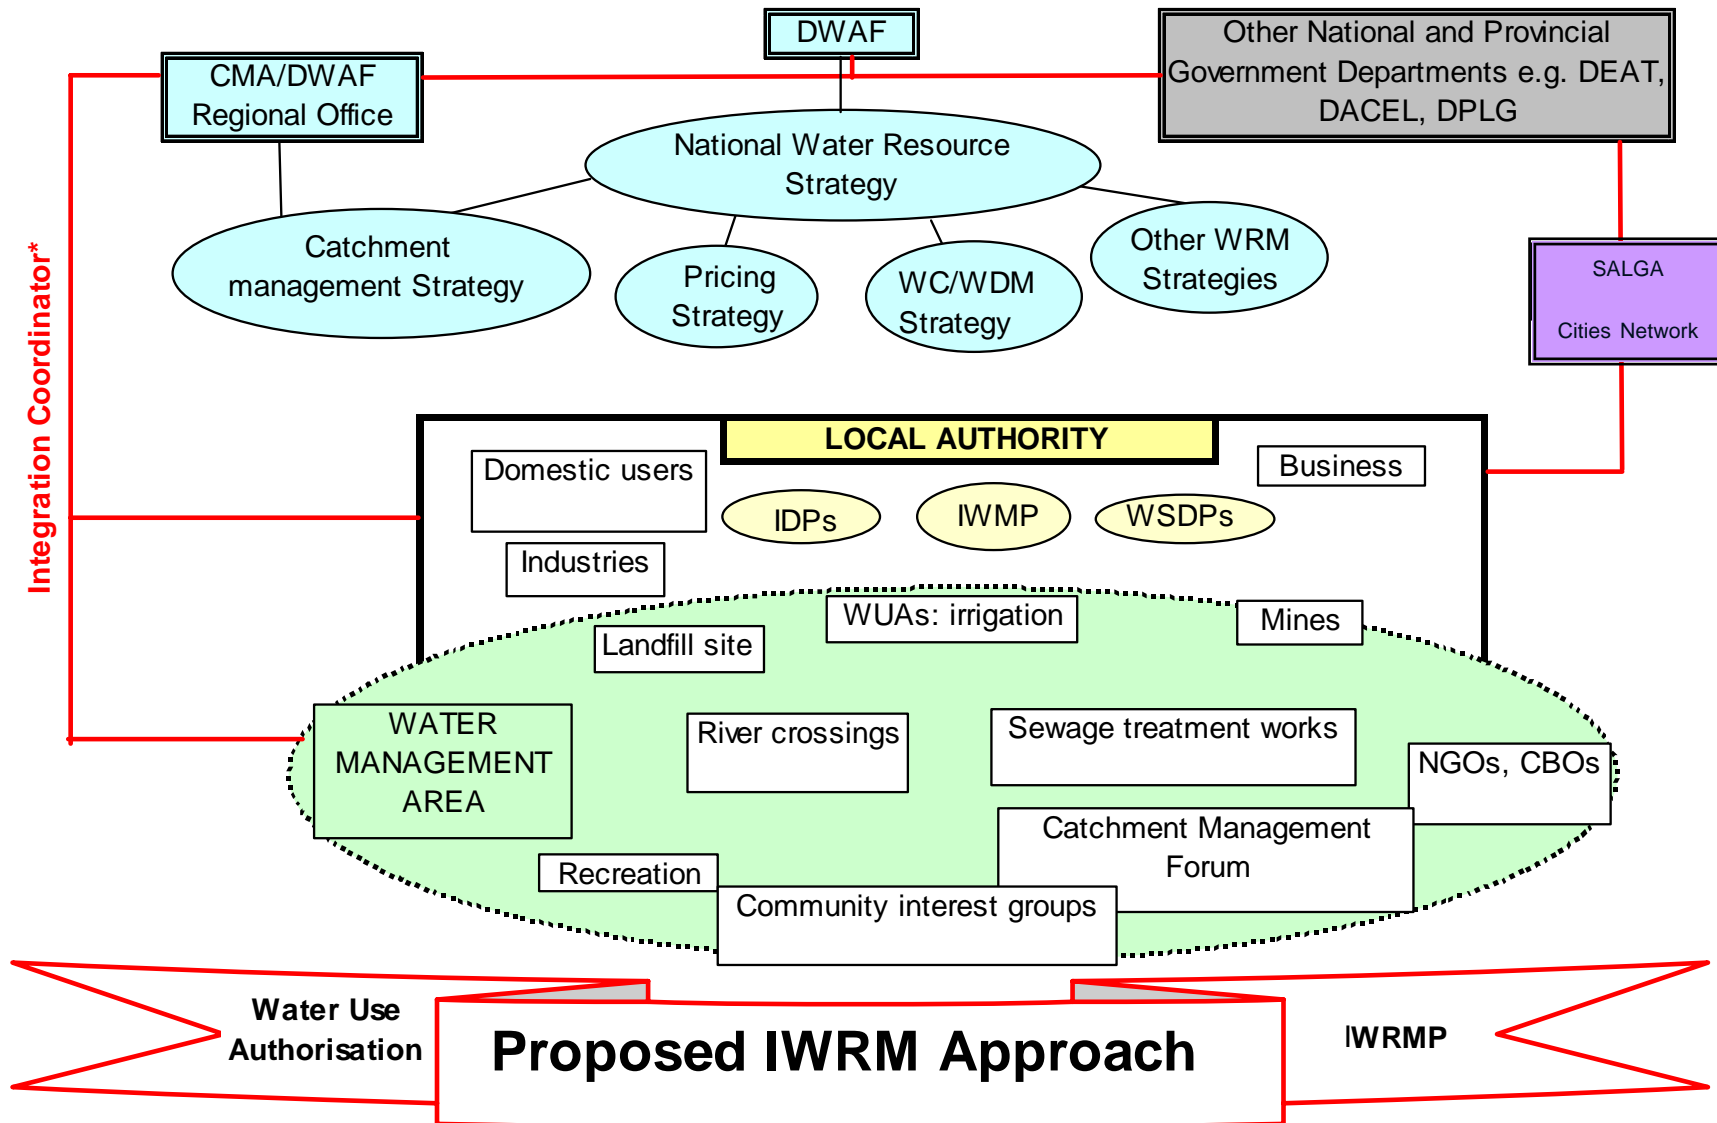 DWAF
Other National and Provincial
Government Departments e.g. DEAT,
DACEL, DPLG
CMA/DWAF
Regional Office
National Water Resource
Strategy
Catchment
management Strategy
Pricing
Strategy
WC/WDM
Strategy
Other WRM
Strategies
SALGA
Cities Network
Integration Coordinator*
LOCAL AUTHORITY
Domestic users
Business
IDPs
IWMP
WSDPs
Industries
WUAs: irrigation
Mines
Landfill site
WATER
MANAGEMENT
AREA
River crossings
Sewage treatment works
NGOs, CBOs
Catchment Management
Forum
Recreation
Community interest groups
Water Use
Authorisation
Proposed IWRM Approach
IWRMP